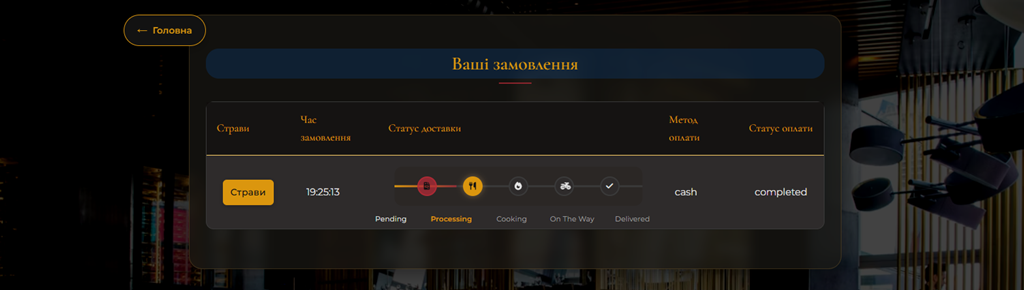 ← Головна
Ваші замовлення
Страви
Час
замовлення
Статус доставки
Метод
оплати
Статус оплати
Страви
19:25:13
Pending
Processing
Cooking
On The Way
Delivered
cash
completed